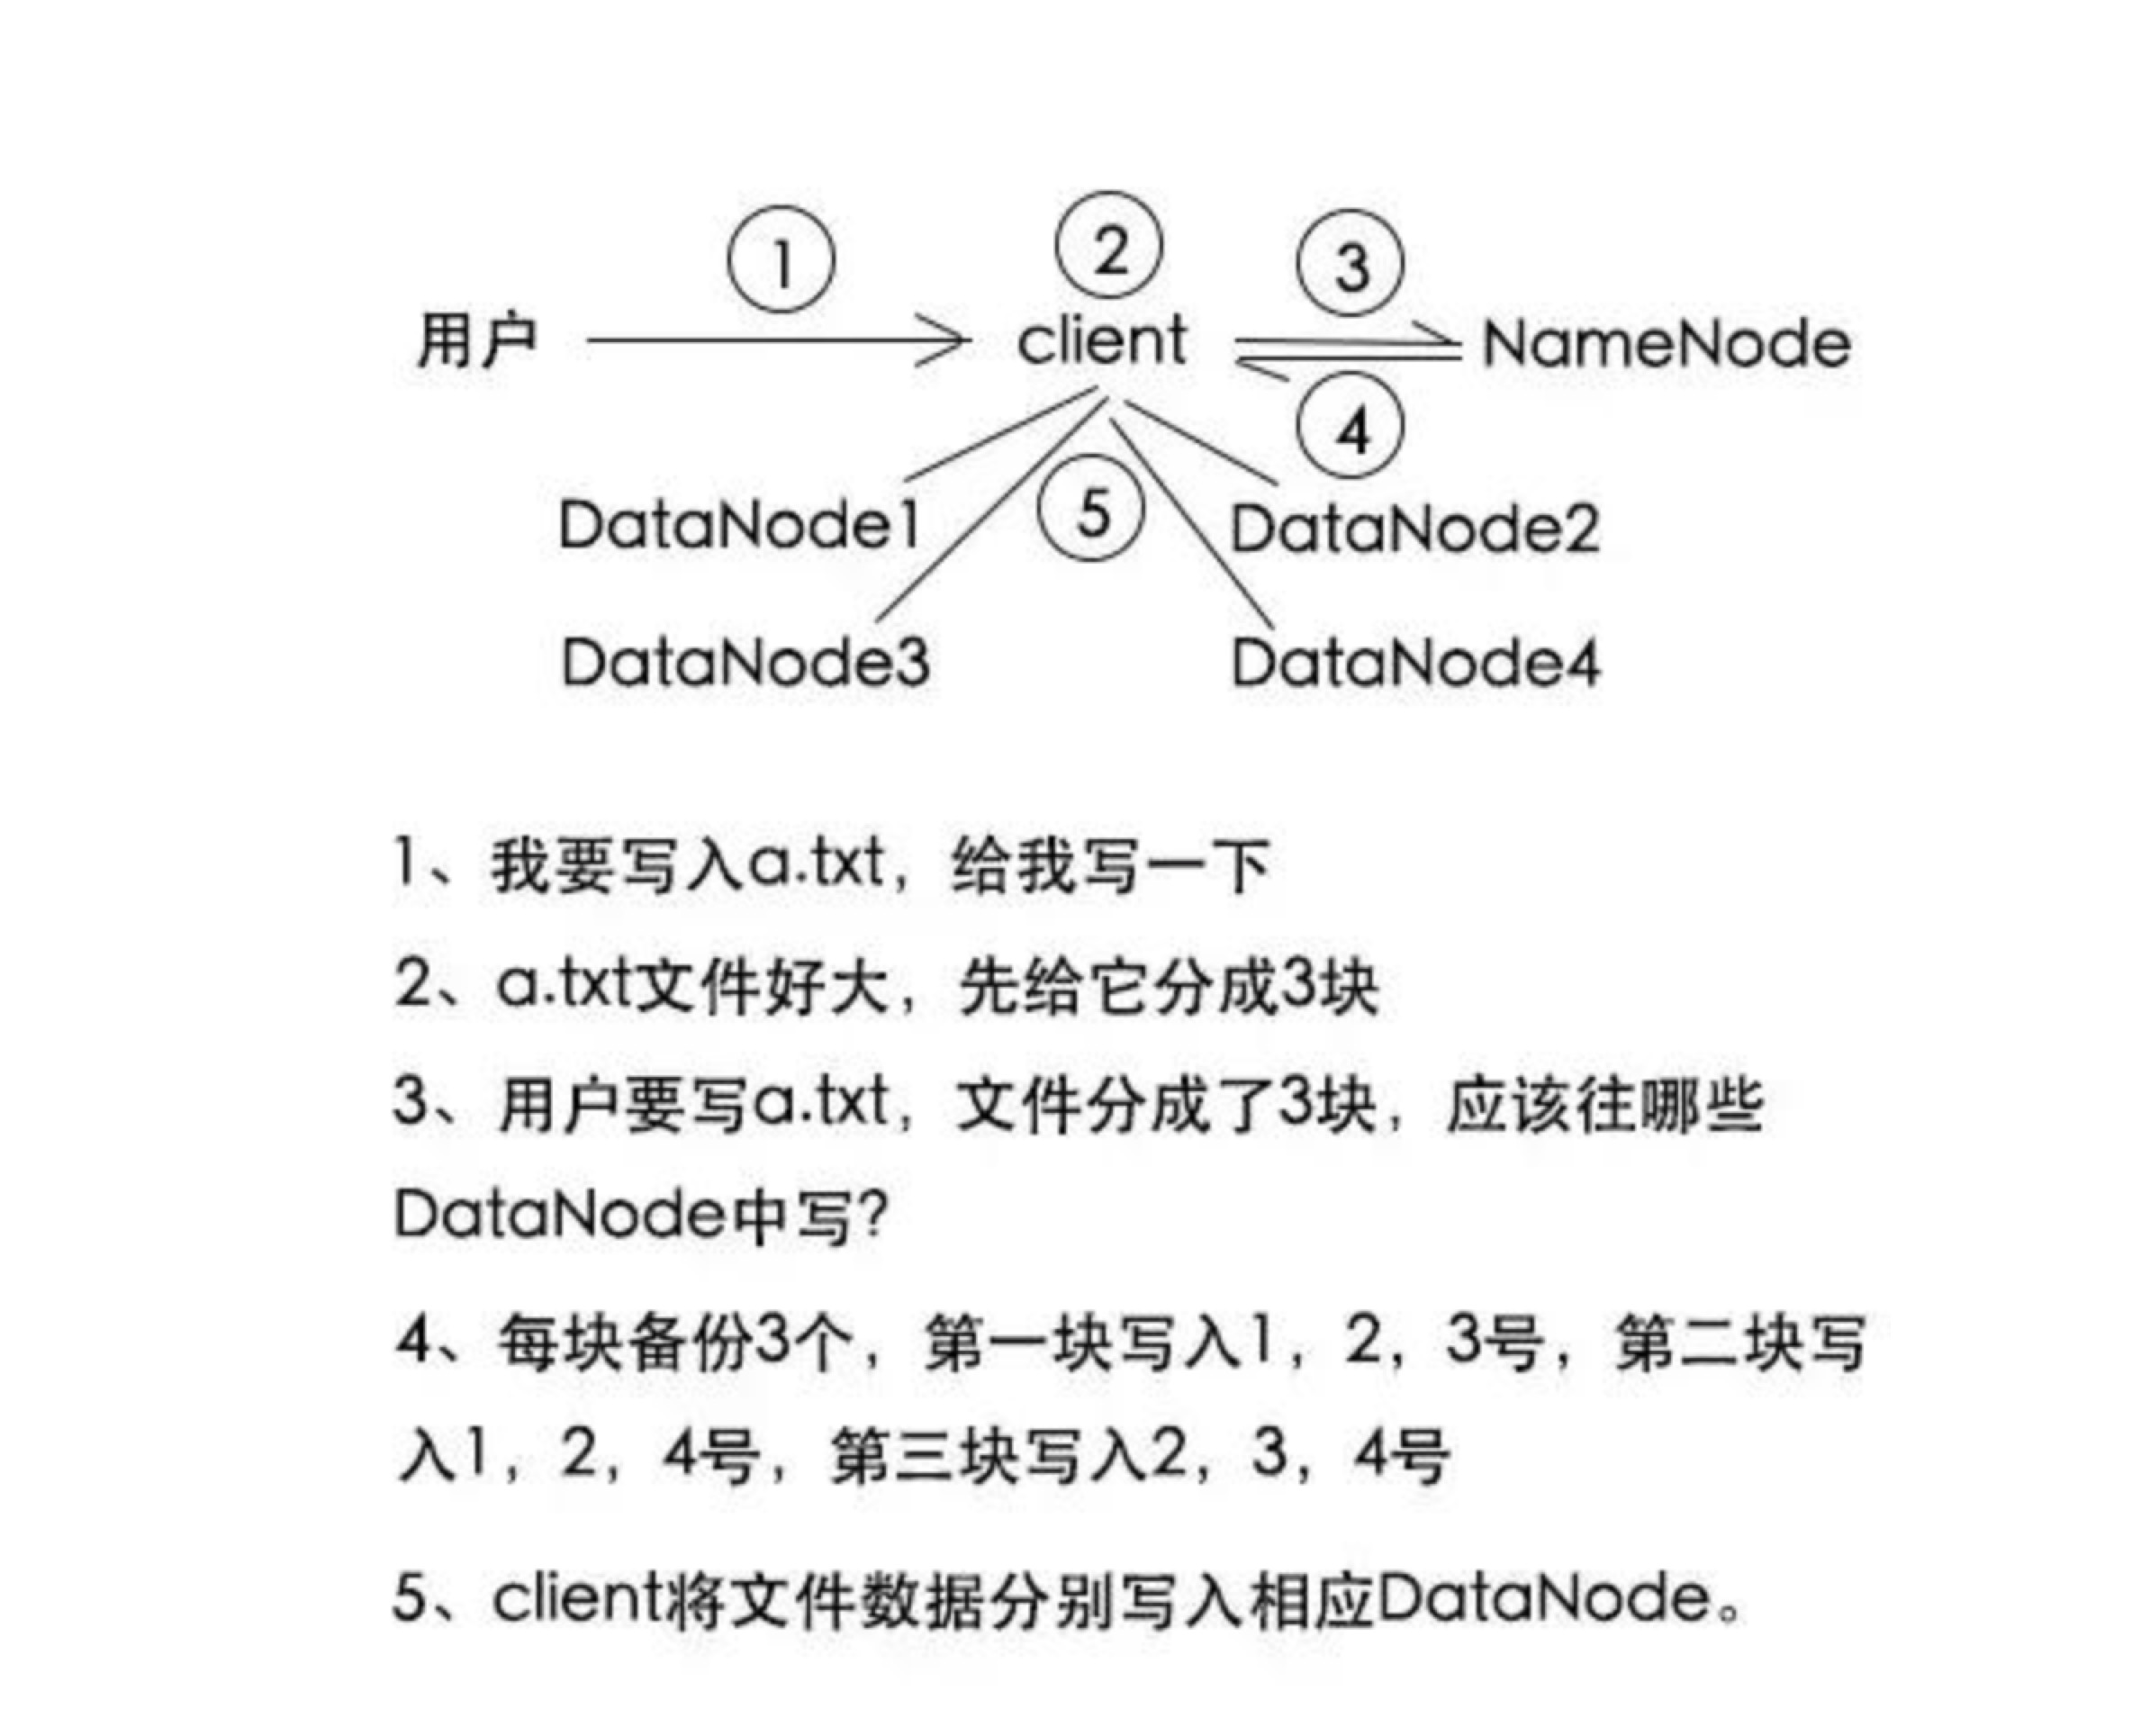 ① ② ③
用户 client NameNode
④
⑤
DataNode1 DataNode2
DataNode3 DataNode4
1、我要写入a.txt，给我写一下
2、a.txt文件好大，先给它分成3块
3、用户要写a.txt，文件分成了3块，应该往哪些
DataNode中写？
4、每块备份3个，第一块写入1，2，3号，第二块写
入1，2，4号，第三块写入2，3，4号
5、client将文件数据分别写入相应DataNode。